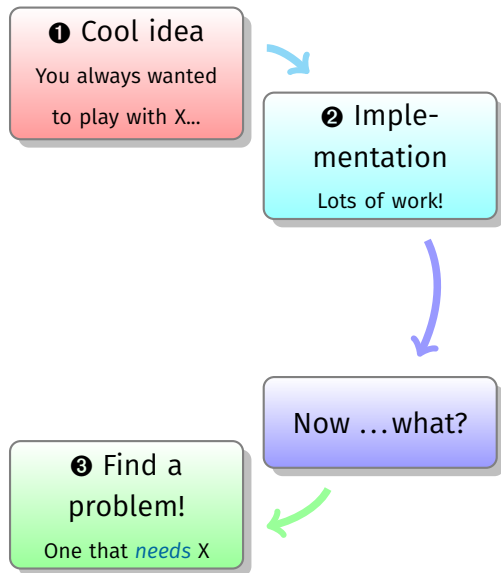 ❶ Cool idea
You always wanted
to play with X...
❷ Imple-
mentation
Lots of work!
Now ...what?
❸ Find a
problem!
One that needs X